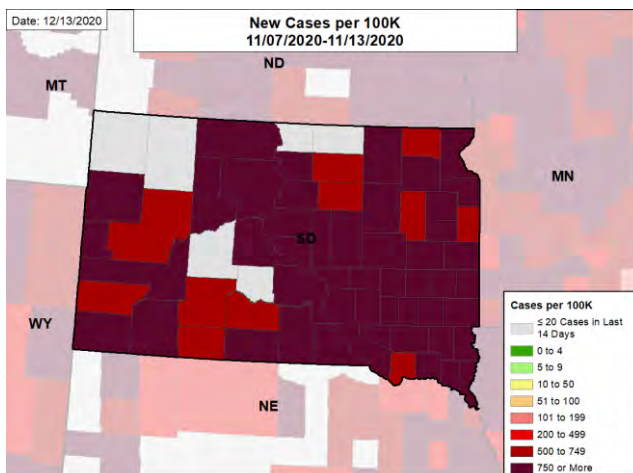 Date: 12/13/2020
New Cases per 100K
11/07/2020-11/13/2020
ND
MT
MN
SD
WY
NE
Cases per 100K
≤ 20 Cases in Last
14 Days
0 to 4
5 to 9
10 to 50
51 to 100
101 to 199
200 to 499
500 to 749
750 or More